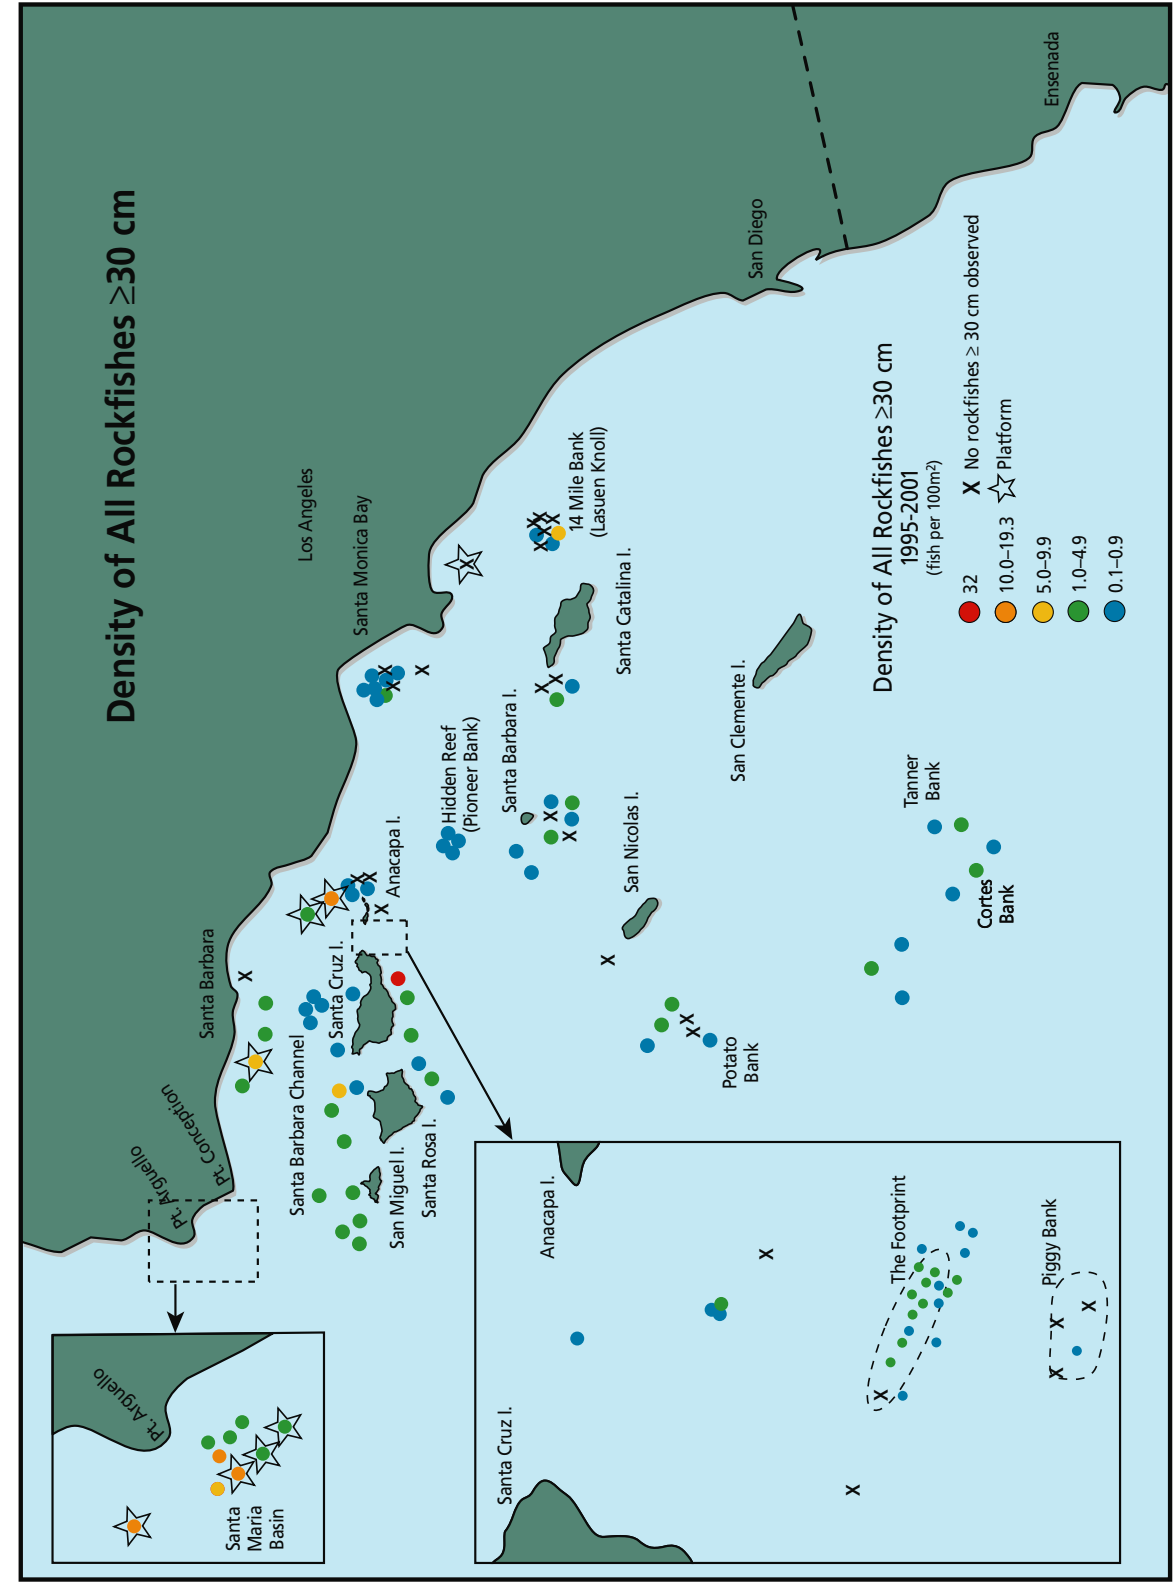 Density of All Rockfishes ≥30 cm
Pt. Arguello
Santa
Maria
Basin
Pt. Arguello
Pt. Conception
Santa Barbara
Santa Barbara Channel
San Miguel I.
Santa Rosa I.
Santa Cruz I.
Anacapa I.
Los Angeles
Santa Monica Bay
Hidden Reef
(Pioneer Bank)
Santa Barbara I.
14 Mile Bank
(Lasuen Knoll)
Santa Catalina I.
San Nicolas I.
San Clemente I.
San Diego
Ensenada
Potato
Bank
Tanner
Bank
Cortes
Bank
Santa Cruz I.
Anacapa I.
The Footprint
Piggy Bank
Density of All Rockfishes ≥30 cm
1995-2001
(fish per 100m²)
32
10.0–19.3
5.0–9.9
1.0–4.9
0.1–0.9
X No rockfishes ≥ 30 cm observed
Platform